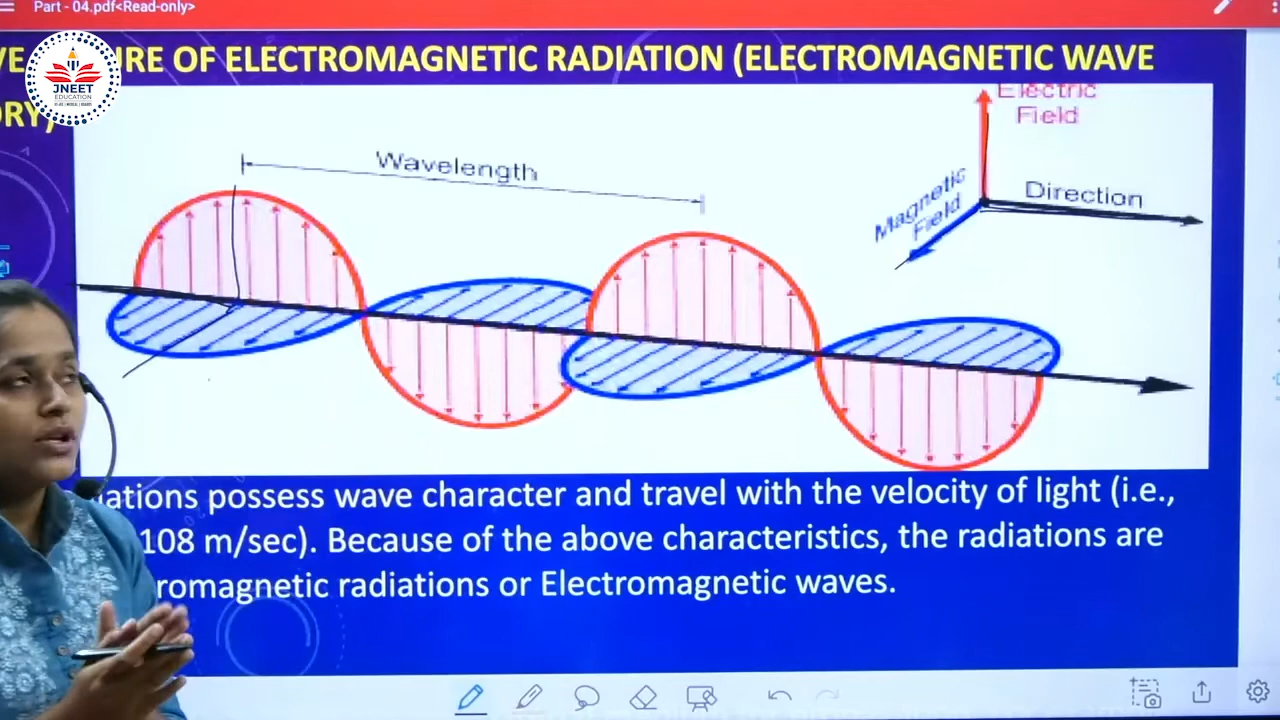 Part - 04.pdf<Read-only>
VE
URE OF ELECTROMAGNETIC RADIATION (ELECTROMAGNETIC WAVE
ORY)
JNEET
EDUCATION
Electric
Field
Wavelength
Magnetic
Field
Direction
iations possess wave character and travel with the velocity of light (i.e.,
108 m/sec). Because of the above characteristics, the radiations are
romagnetic radiations or Electromagnetic waves.